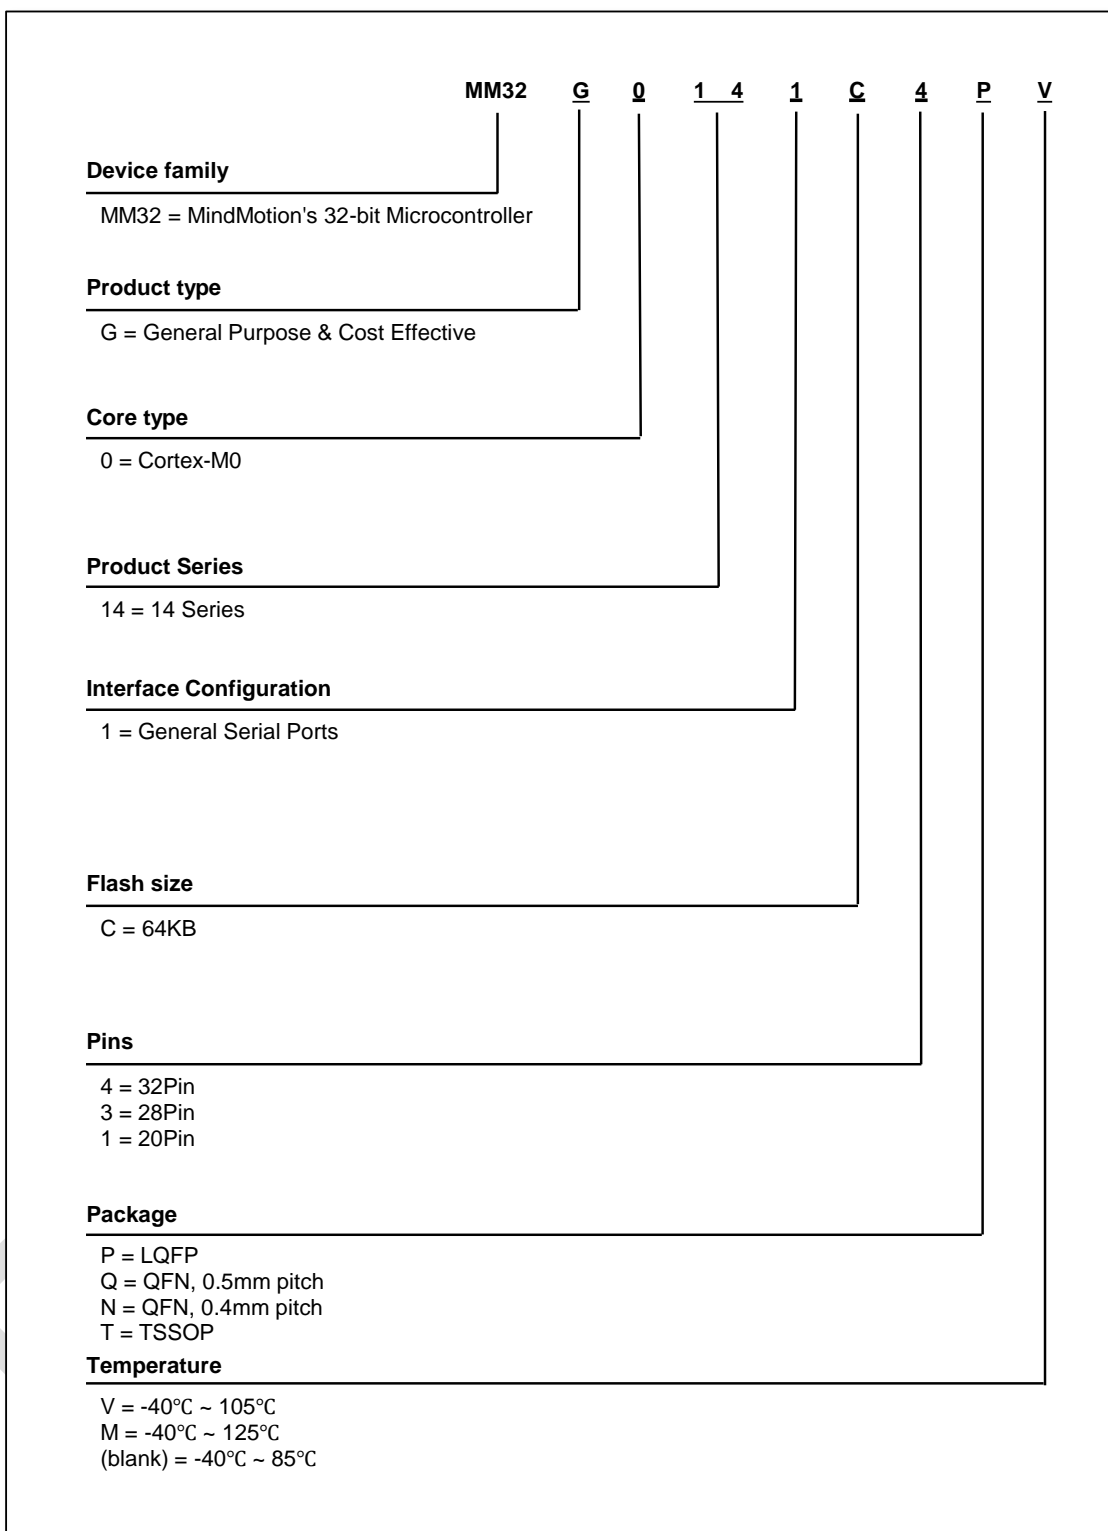 MM32 G 0 1 4 1 C 4 P V
Device family
MM32 = MindMotion's 32-bit Microcontroller
Product type
G = General Purpose & Cost Effective
Core type
0 = Cortex-M0
Product Series
14 = 14 Series
Interface Configuration
1 = General Serial Ports
Flash size
C = 64KB
Pins
4 = 32Pin
3 = 28Pin
1 = 20Pin
Package
P = LQFP
Q = QFN, 0.5mm pitch
N = QFN, 0.4mm pitch
T = TSSOP
Temperature
V = -40℃ ~ 105℃
M = -40℃ ~ 125℃
(blank) = -40℃ ~ 85℃